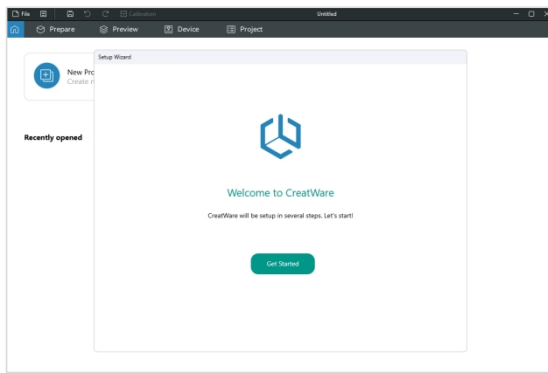 File
Calibration
Untitled
Prepare
Preview
Device
Project
New Pro
Create n
Recently opened
Setup Wizard
Welcome to CreatWare
CreatWare will be setup in several steps. Let's start!
Get Started